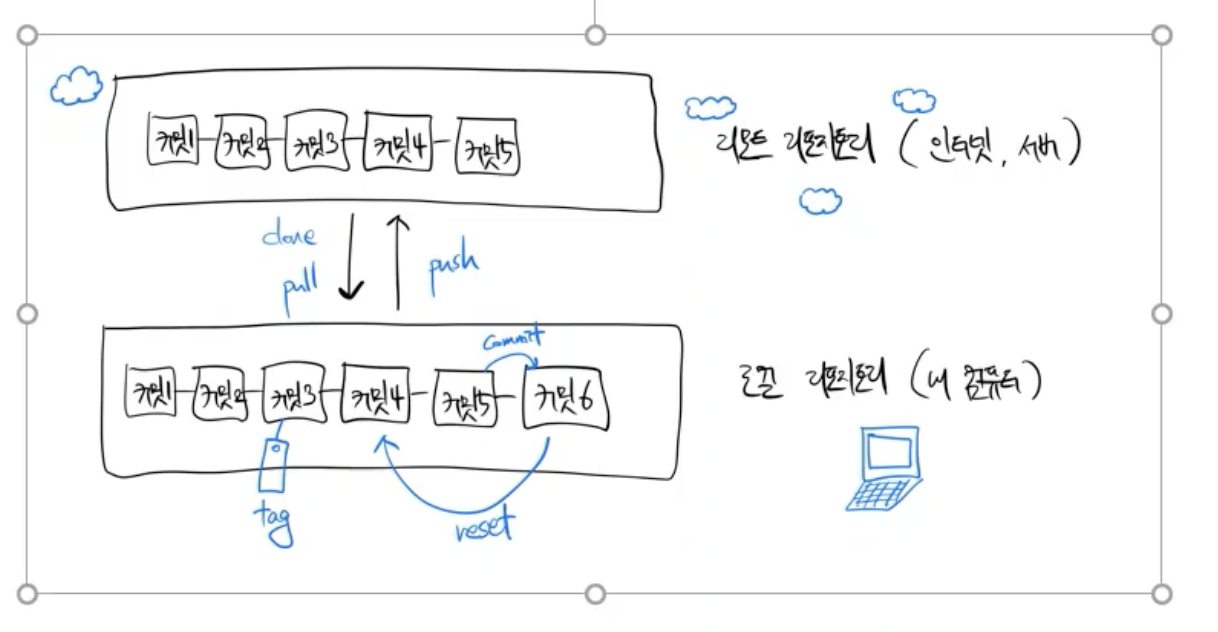 커밋1 커밋2 커밋3 커밋4 커밋5
리모트 리포지토리 (인터넷, 서버)
clone
pull
push
commit
커밋1 커밋2 커밋3 커밋4 커밋5 커밋6
로컬 리포지토리 (내 컴퓨터)
tag
reset